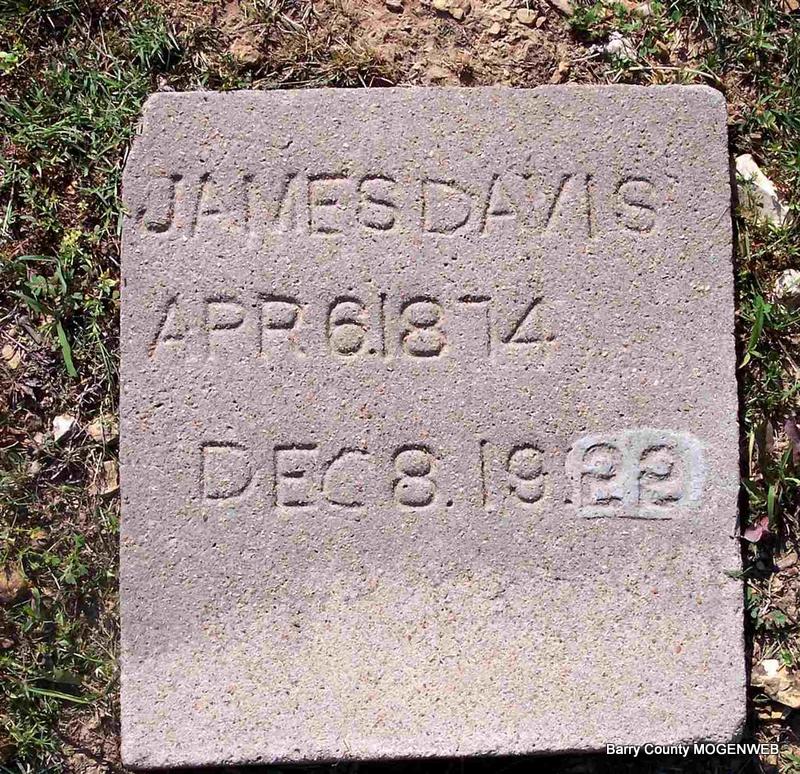 JAMES DAVIS
APR 6.1874
DEC 8.1922
Barry County MOGENWEB